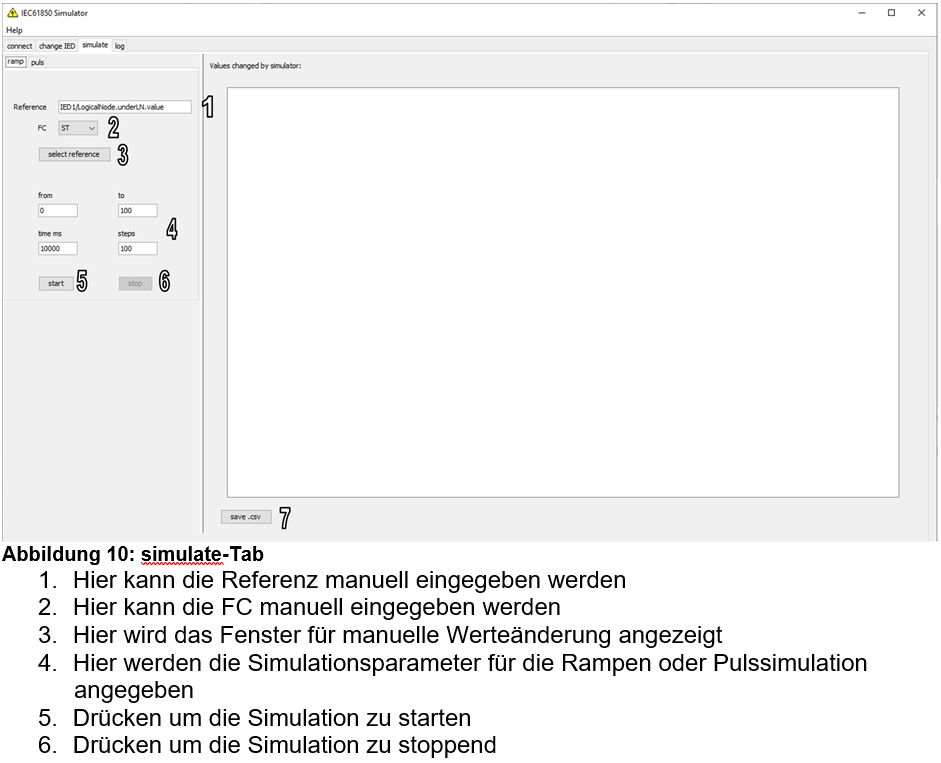 IEC61850 Simulator
Help
connect change IED simulate log
ramp puls
Values changed by simulator:
Reference IED1/LogicalNode.underLN.value 1
FC ST 2
select reference 3
from to
0 100
4
time ms steps
10000 100
start 5 stop 6
save .csv 7
Abbildung 10: simulate-Tab
1. Hier kann die Referenz manuell eingegeben werden
2. Hier kann die FC manuell eingegeben werden
3. Hier wird das Fenster für manuelle Werteänderung angezeigt
4. Hier werden die Simulationsparameter für die Rampen oder Pulssimulation
angegeben
5. Drücken um die Simulation zu starten
6. Drücken um die Simulation zu stoppend